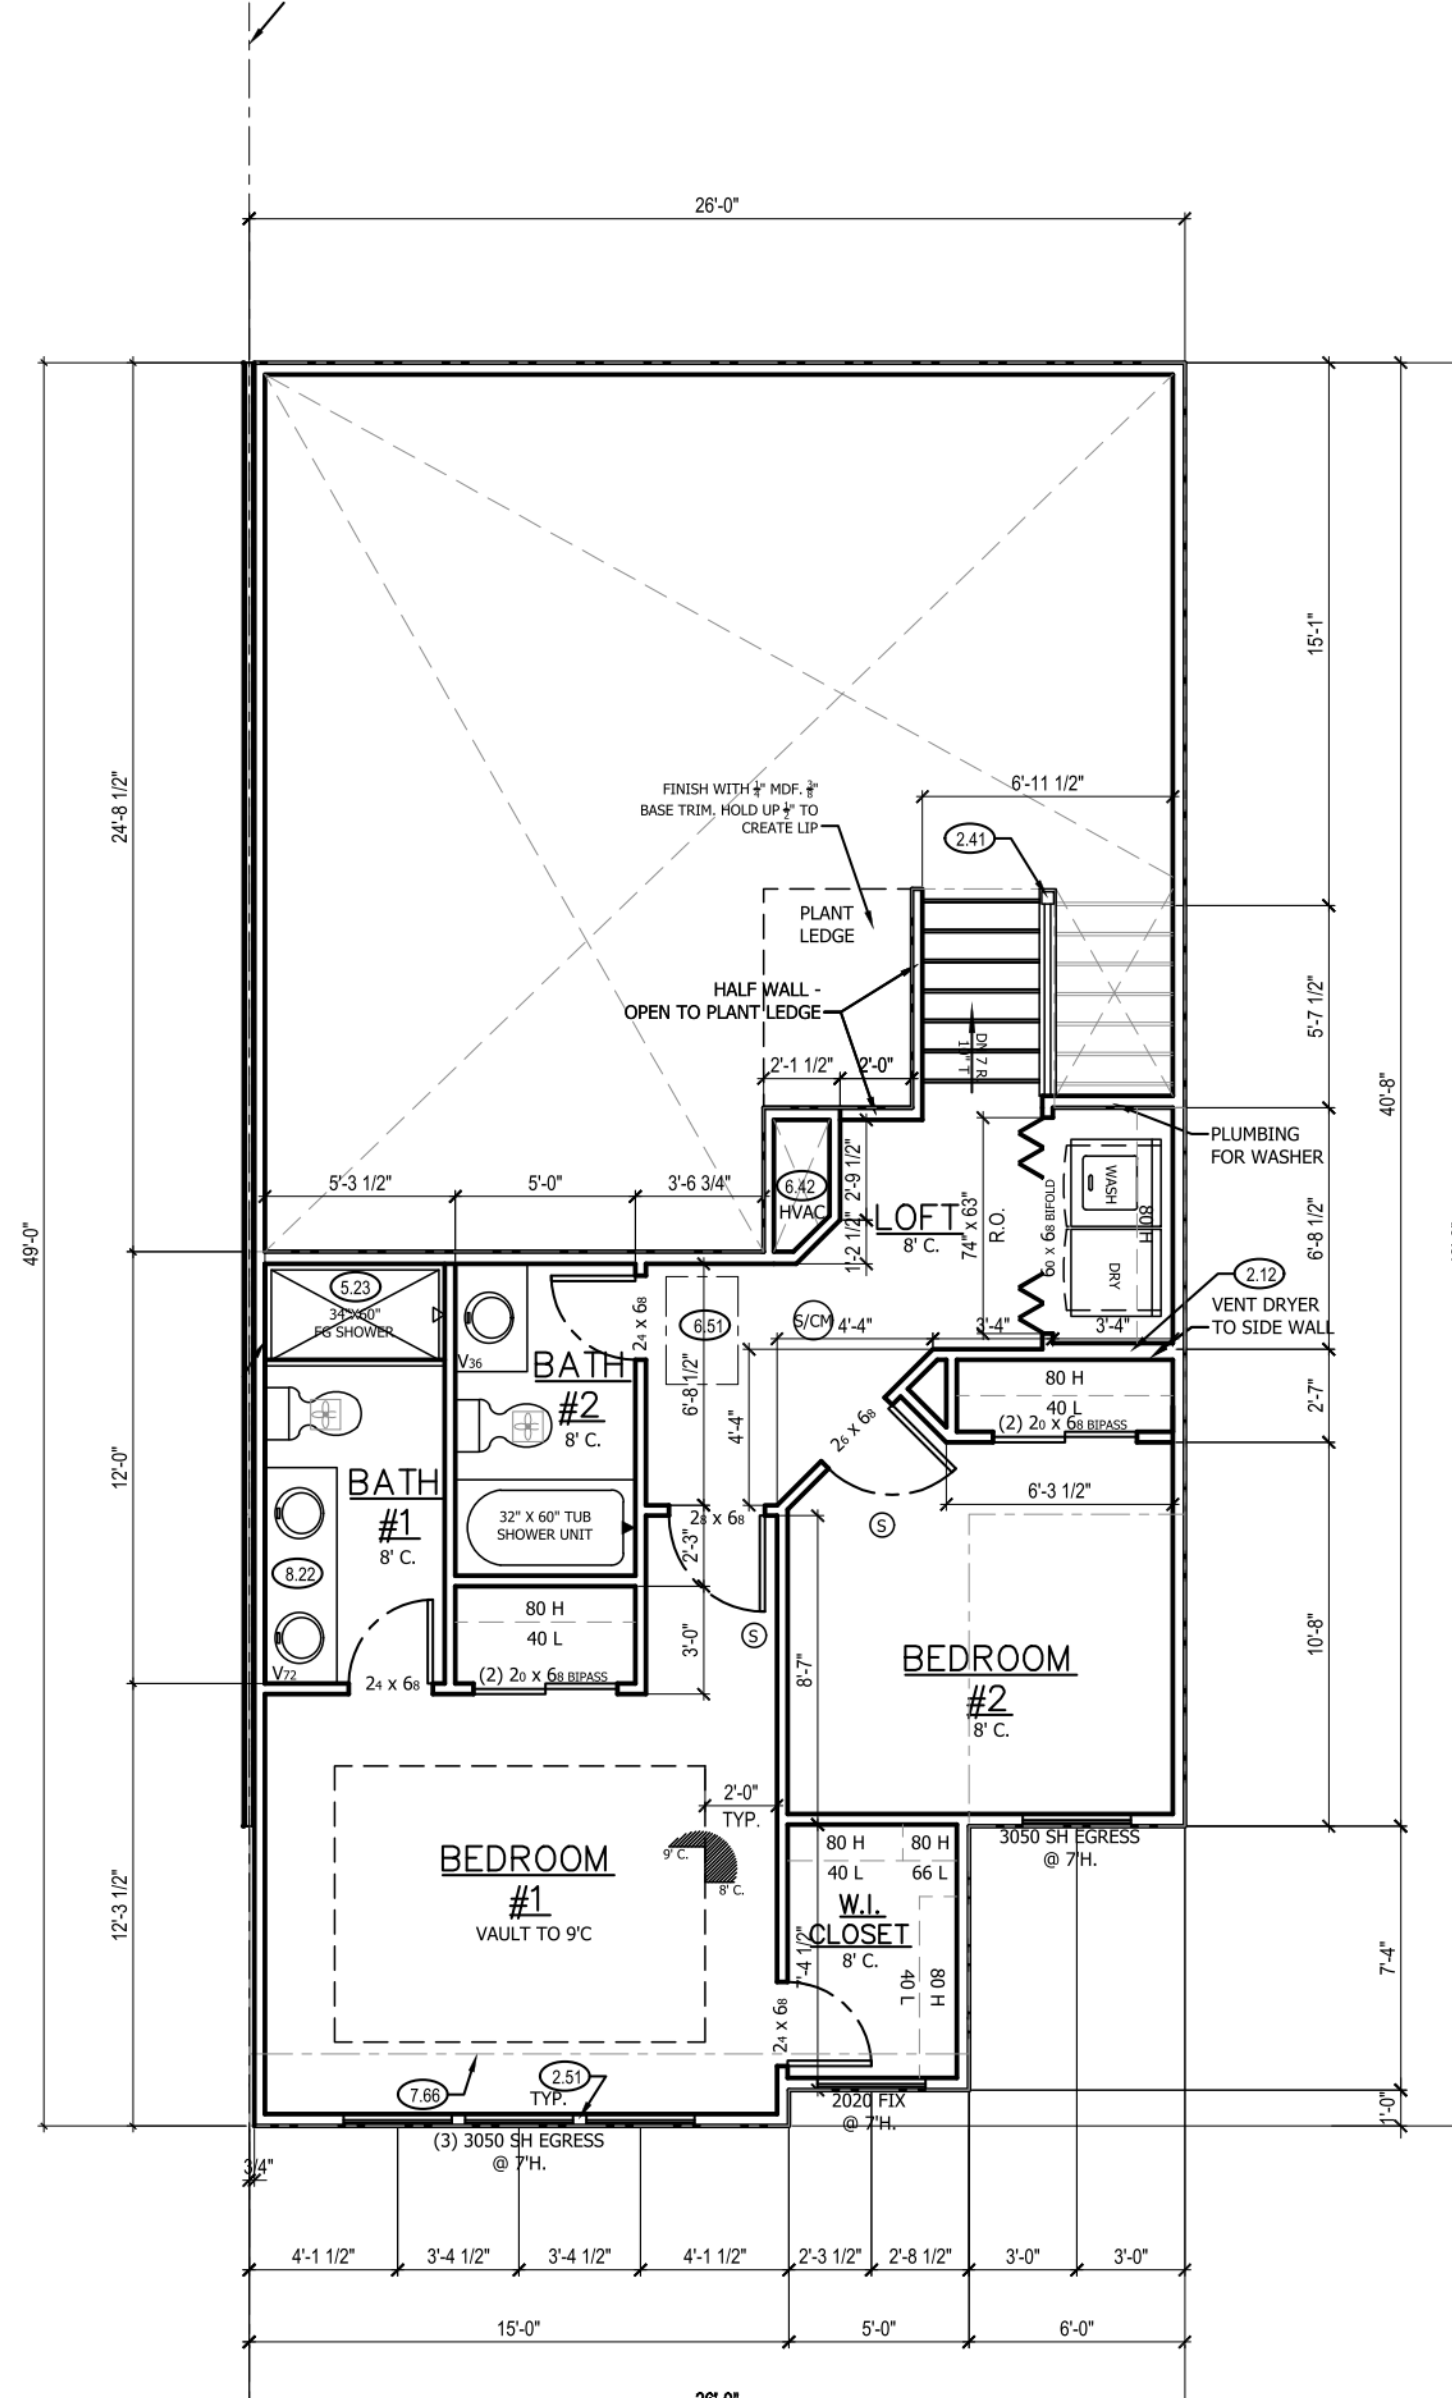 26'-0"
15'-1"
24'-8 1/2"
6'-11 1/2"
FINISH WITH 1/4" MDF. 3/8"
BASE TRIM. HOLD UP 1/2" TO
CREATE LIP
2.41
PLANT
LEDGE
HALF WALL -
OPEN TO PLANT LEDGE
DN 7 R
10" T
5'-7 1/2"
40'-8"
2'-1 1/2"
2'-0"
PLUMBING
FOR WASHER
5'-3 1/2"
5'-0"
3'-6 3/4"
6.42
HVAC
2'-9 1/2"
1'-2 1/2"
LOFT
8' C.
74" X 63"
R.O.
60 x 68 BIFOLD
WASH
80 H
DRY
6'-8 1/2"
49'-0"
2.12
VENT DRYER
TO SIDE WALL
5.23
34"X60"
FG SHOWER
V36
24 x 68
6.51
S/CM
4'-4"
3'-4"
3'-4"
BATH
#2
8' C.
6'-8 1/2"
4'-4"
26 x 68
80 H
40 L
(2) 20 x 68 BIPASS
2'-7"
12'-0"
BATH
#1
8' C.
6'-3 1/2"
32" X 60" TUB
SHOWER UNIT
28 x 68
2'-3"
S
8.22
80 H
40 L
(2) 20 x 68 BIPASS
3'-0"
S
V72
24 x 68
8'-7"
BEDROOM
#2
8' C.
10'-8"
2'-0"
TYP.
BEDROOM
#1
VAULT TO 9'C
9' C.
8' C.
3050 SH EGRESS
@ 7'H.
80 H
40 L
80 H
66 L
W.I.
CLOSET
8' C.
7'-4 1/2"
80 H
40 L
24 x 68
12'-3 1/2"
7'-4"
7.66
2.51
TYP.
2020 FIX
@ 7'H.
1'-0"
(3) 3050 SH EGRESS
@ 7'H.
3/4"
4'-1 1/2"
3'-4 1/2"
3'-4 1/2"
4'-1 1/2"
2'-3 1/2"
2'-8 1/2"
3'-0"
3'-0"
15'-0"
5'-0"
6'-0"
26'-0"